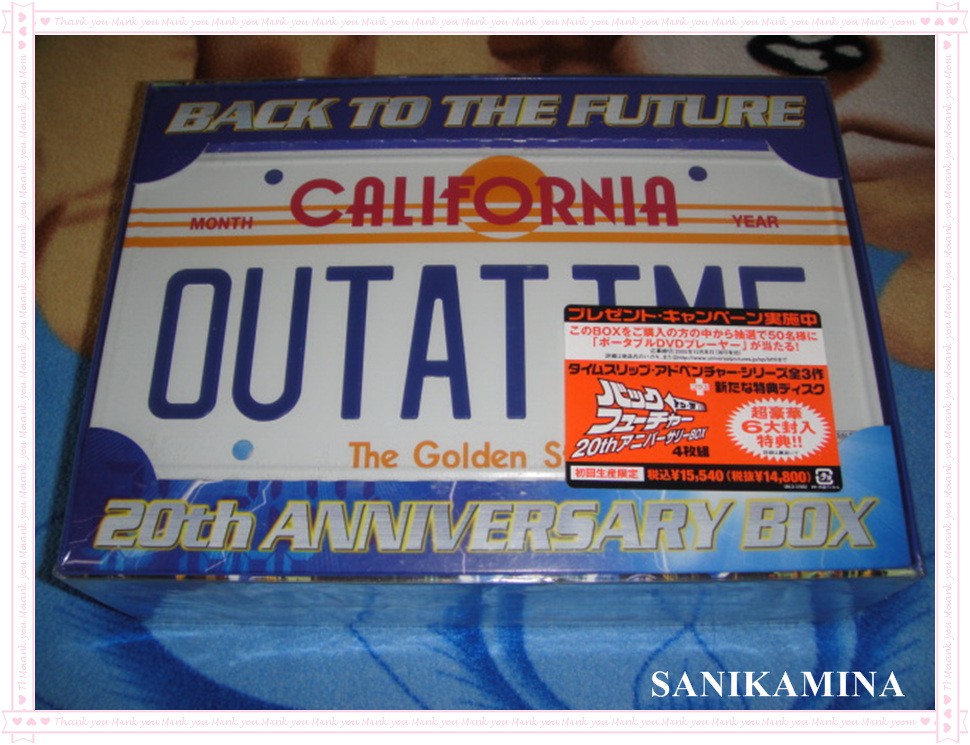 BACK TO THE FUTURE
CALIFORNIA
MONTH
YEAR
OUTATIME
The Golden S
プレゼント・キャンペーン実施中
このBOXをご購入の方の中から抽選で50名様に
「ポータブルDVDプレーヤー」が当たる!
タイムスリップ・アドベンチャー・シリーズ全3作
+新たな特典ディスク
バック・トゥ・ザ
フューチャー
20thアニバーサリーBOX
4枚組
超豪華
6大封入
特典!!
初回生産限定 税込¥15,540(税抜¥14,800)
20th ANNIVERSARY BOX
SANIKAMINA